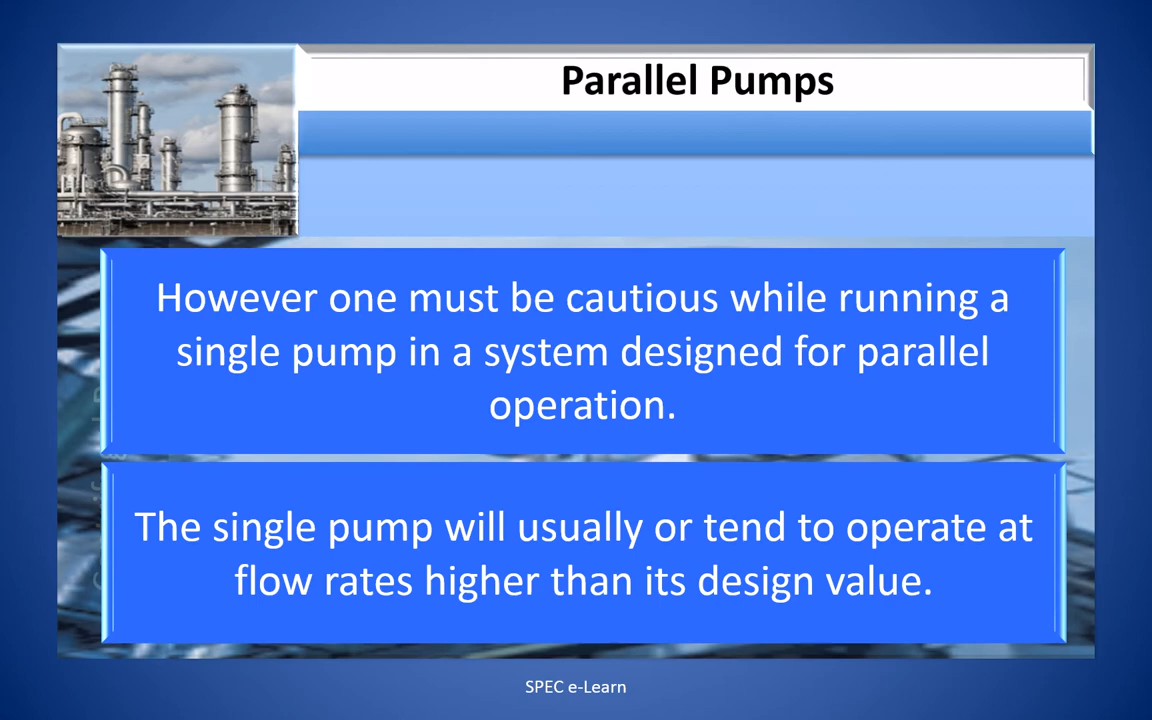 Parallel Pumps
However one must be cautious while running a
single pump in a system designed for parallel
operation.
The single pump will usually or tend to operate at
flow rates higher than its design value.
SPEC e-Learn